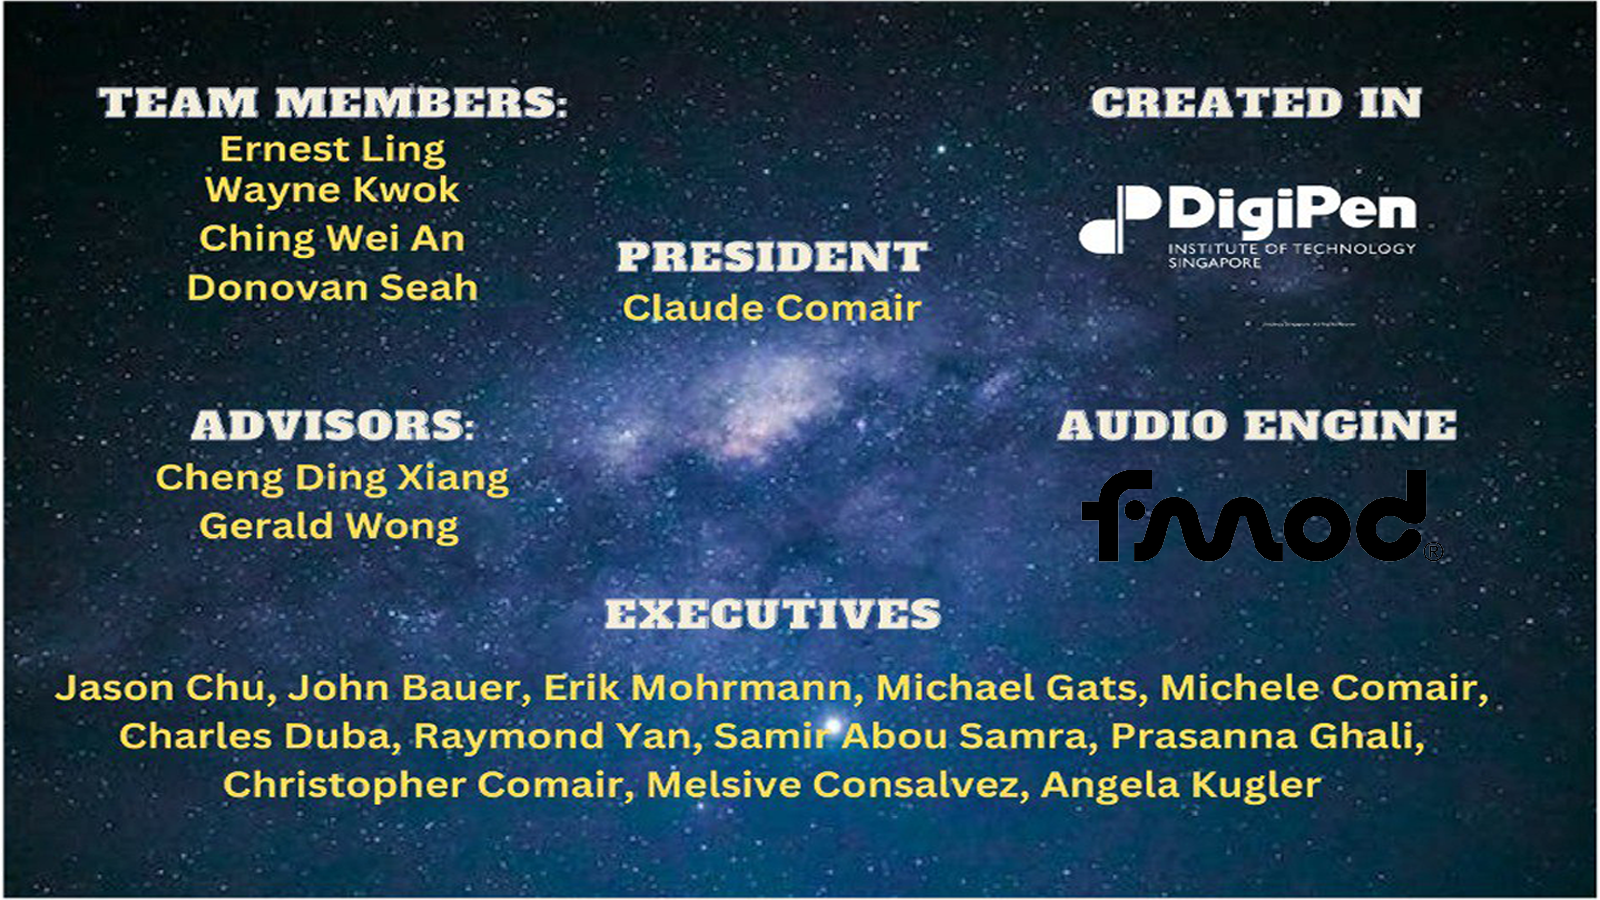 TEAM MEMBERS:
Ernest Ling
Wayne Kwok
Ching Wei An
Donovan Seah
PRESIDENT
Claude Comair
CREATED IN
DigiPen
INSTITUTE OF TECHNOLOGY
SINGAPORE
ADVISORS:
Cheng Ding Xiang
Gerald Wong
AUDIO ENGINE
fmod®
EXECUTIVES
Jason Chu, John Bauer, Erik Mohrmann, Michael Gats, Michele Comair,
Charles Duba, Raymond Yan, Samir Abou Samra, Prasanna Ghali,
Christopher Comair, Melsive Consalvez, Angela Kugler